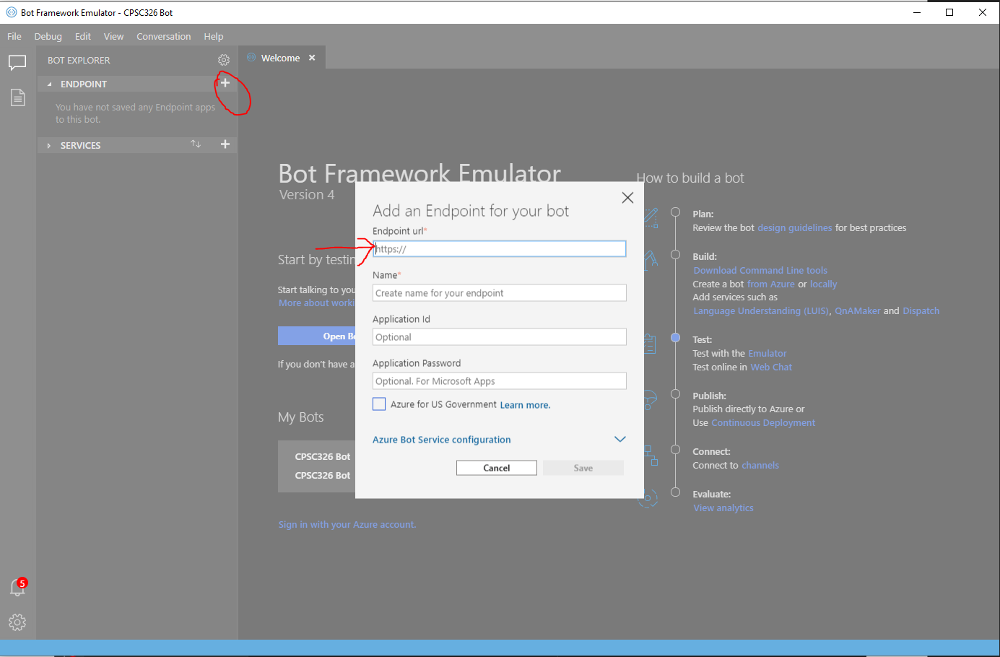 Bot Framework Emulator - CPSC326 Bot
File Debug Edit View Conversation Help
BOT EXPLORER
Welcome
ENDPOINT
You have not saved any Endpoint apps
to this bot.
SERVICES
Bot Framework Emulator
Version 4
Start by testin
Start talking to you
More about worki
Open Bo
If you don't have a
My Bots
CPSC326 Bot
CPSC326 Bot
Sign in with your Azure account.
Add an Endpoint for your bot
Endpoint url*
https://
Name*
Create name for your endpoint
Application Id
Optional
Application Password
Optional. For Microsoft Apps
Azure for US Government Learn more.
Azure Bot Service configuration
Cancel
Save
How to build a bot
Plan:
Review the bot design guidelines for best practices
Build:
Download Command Line tools
Create a bot from Azure or locally
Add services such as
Language Understanding (LUIS), QnAMaker and Dispatch
Test:
Test with the Emulator
Test online in Web Chat
Publish:
Publish directly to Azure or
Use Continuous Deployment
Connect:
Connect to channels
Evaluate:
View analytics
5